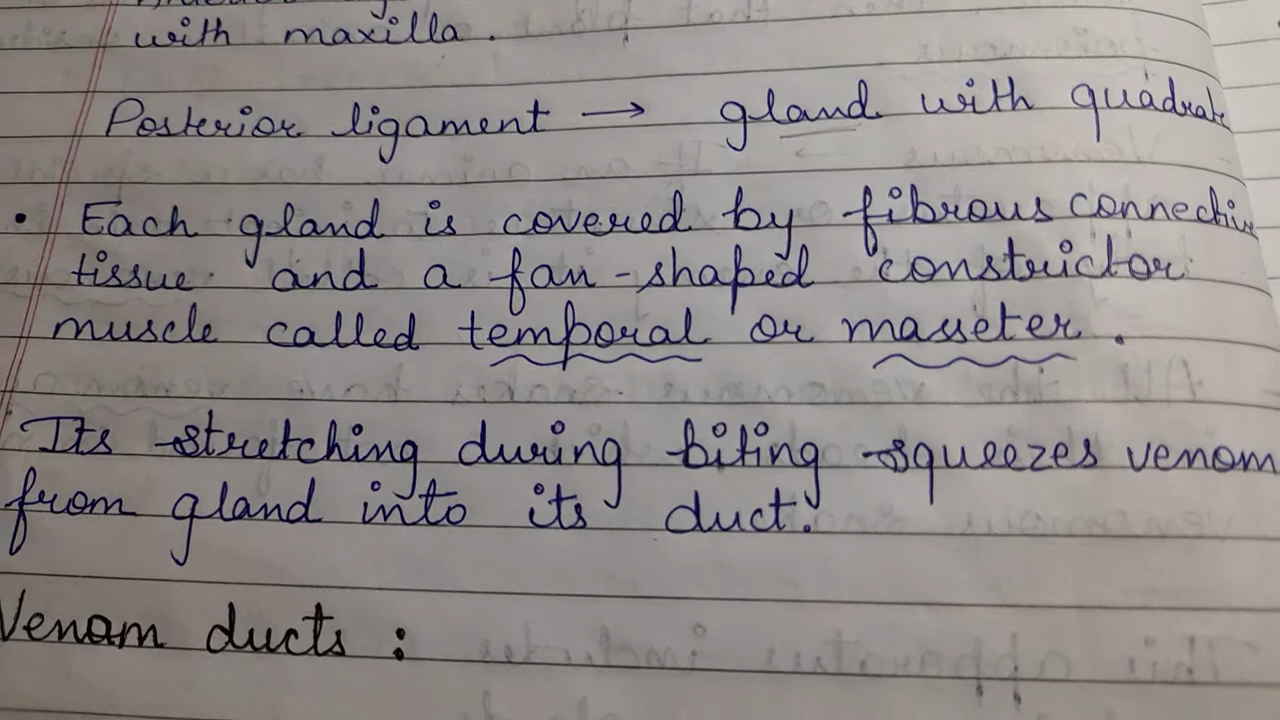 with maxilla.
Posterior ligament → gland with quadrate
• Each gland is covered by fibrous connective
tissue and a fan-shaped constrictor
muscle called temporal or masseter.
Its stretching during biting squeezes venom
from gland into its duct.
Venom ducts :